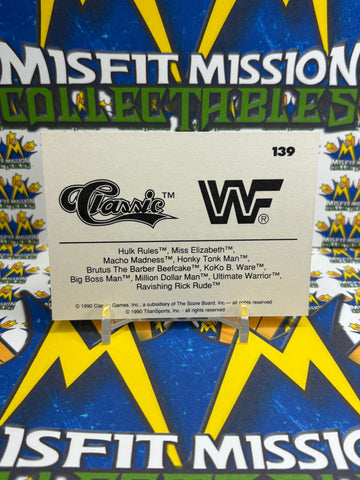 MISFIT MISSION
COLLECTABLES
139
Classic™
WF®
Hulk Rules™, Miss Elizabeth™,
Macho Madness™, Honky Tonk Man™,
Brutus The Barber Beefcake™, KoKo B. Ware™,
Big Boss Man™, Million Dollar Man™, Ultimate Warrior™,
Ravishing Rick Rude™
© 1990 Classic Games, Inc., a subsidiary of The Score Board, Inc.— all rights reserved
© 1990 TitanSports, Inc. - all rights reserved
MISFIT MISSION